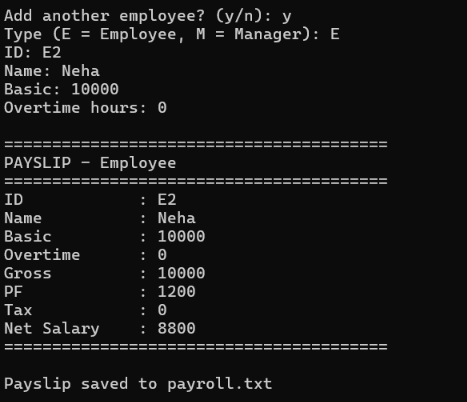 Add another employee? (y/n): y
Type (E = Employee, M = Manager): E
ID: E2
Name: Neha
Basic: 10000
Overtime hours: 0
========================================
PAYSLIP - Employee
========================================
ID            : E2
Name          : Neha
Basic         : 10000
Overtime      : 0
Gross         : 10000
PF            : 1200
Tax           : 0
Net Salary    : 8800
========================================
Payslip saved to payroll.txt